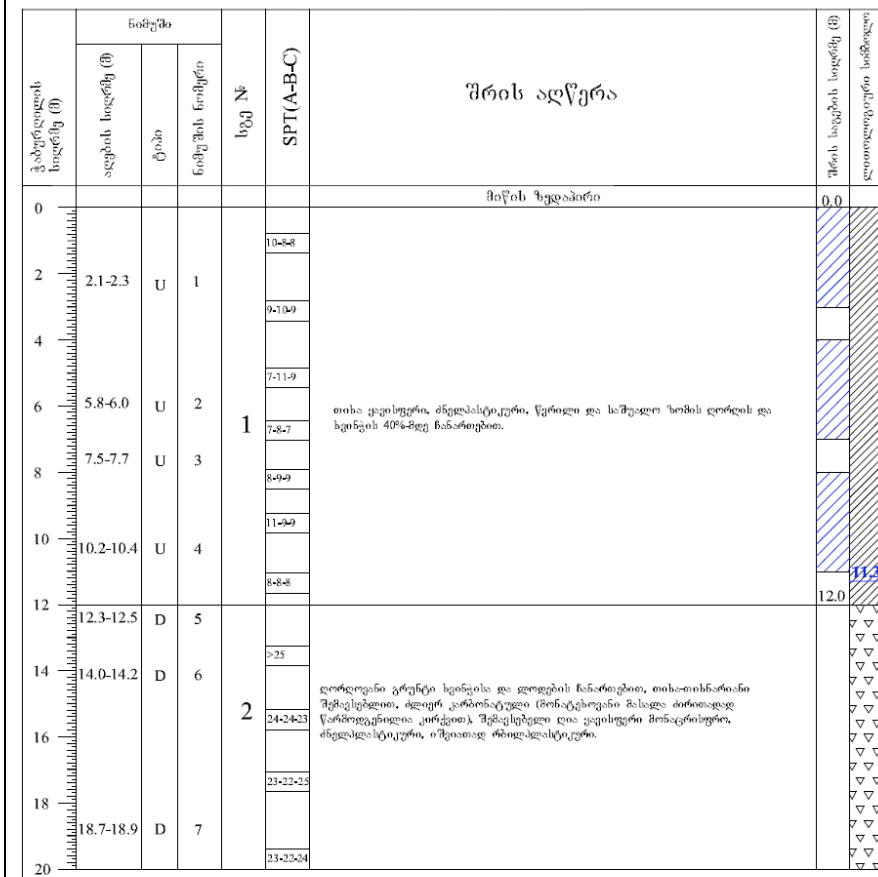 ჭაბურღილის
სიღრმე (მ)
ნიმუში
აღების სიღრმე (მ)
ტიპი
ნიმუშის ნომერი
სგე №
SPT(A-B-C)
შრის აღწერა
შრის საგების სიღრმე (მ)
ლითოლოგიური სიმბოლო
მიწის ზედაპირი
0.0
0
10-8-8
2
2.1-2.3 U 1
9-10-9
4
7-11-9
6
5.8-6.0 U 2
1
თიხა ყავისფერი, ძნელპასტიკური, წვრილი და საშუალო ზომის ღორღის და
ხვინჭის 40%-მდე ჩანართებით.
7-8-7
7.5-7.7 U 3
8
8-9-9
11-9-9
10
10.2-10.4 U 4
8-8-8
12.0
12
12.3-12.5 D 5
>25
14
14.0-14.2 D 6
ღორღოვანი გრუნტი ხვინჭისა და ლოდების ჩანართებით, თიხა-თიხნარიანი
შემავსებლით, ძლიერ კარბონატული (მონატეხოვანი მასალა ძირითადად
წარმოდგენილია კირქვით), შემავსებელი ღია ყავისფერი მონაცრისფრო,
ძნელპლასტიკური, იშვიათად რბილპლასტიკური.
2
24-24-23
16
23-22-25
18
18.7-18.9 D 7
23-22-24
20